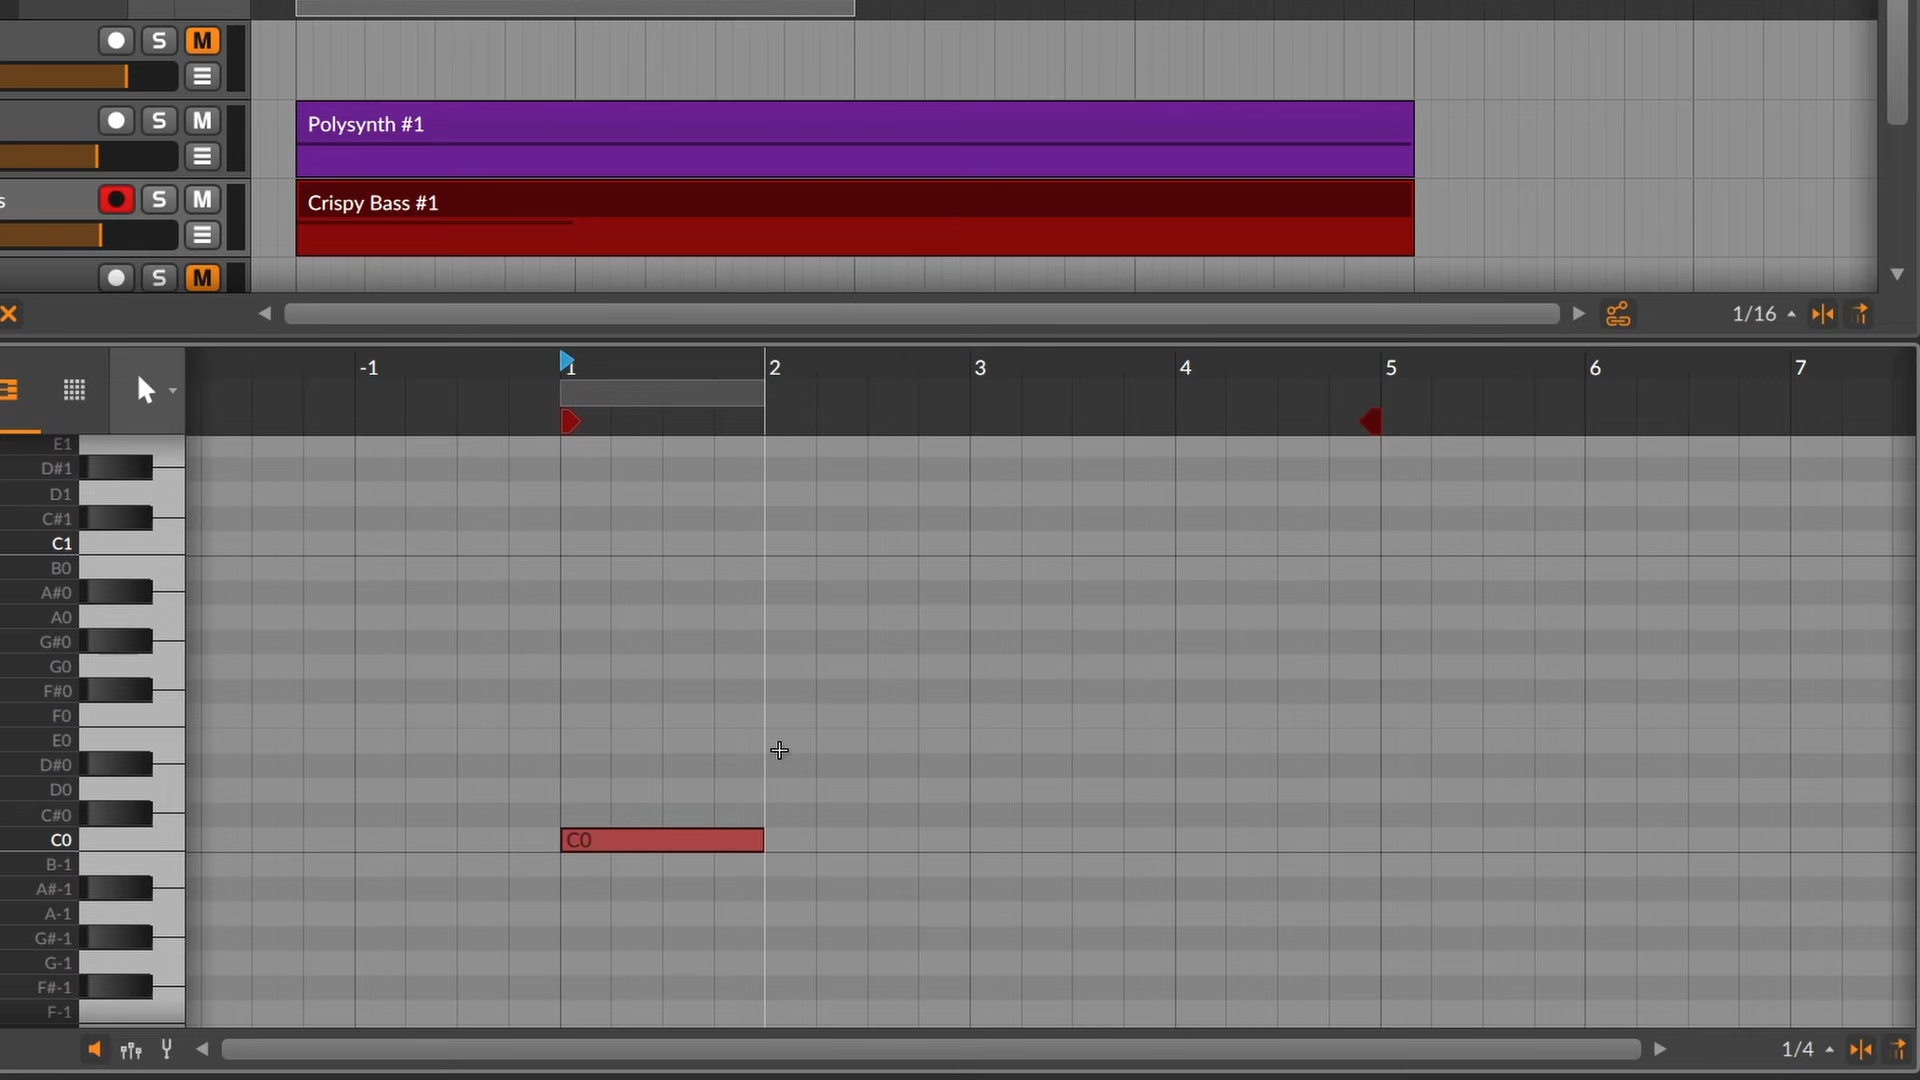 S M
Polysynth #1
S M
s S M
Crispy Bass #1
S M
1/16
-1 1 2 3 4 5 6 7
E1
D#1
D1
C#1
C1
B0
A#0
A0
G#0
G0
F#0
F0
E0
D#0
D0
C#0
C0 C0
B-1
A#-1
A-1
G#-1
G-1
F#-1
F-1
1/4